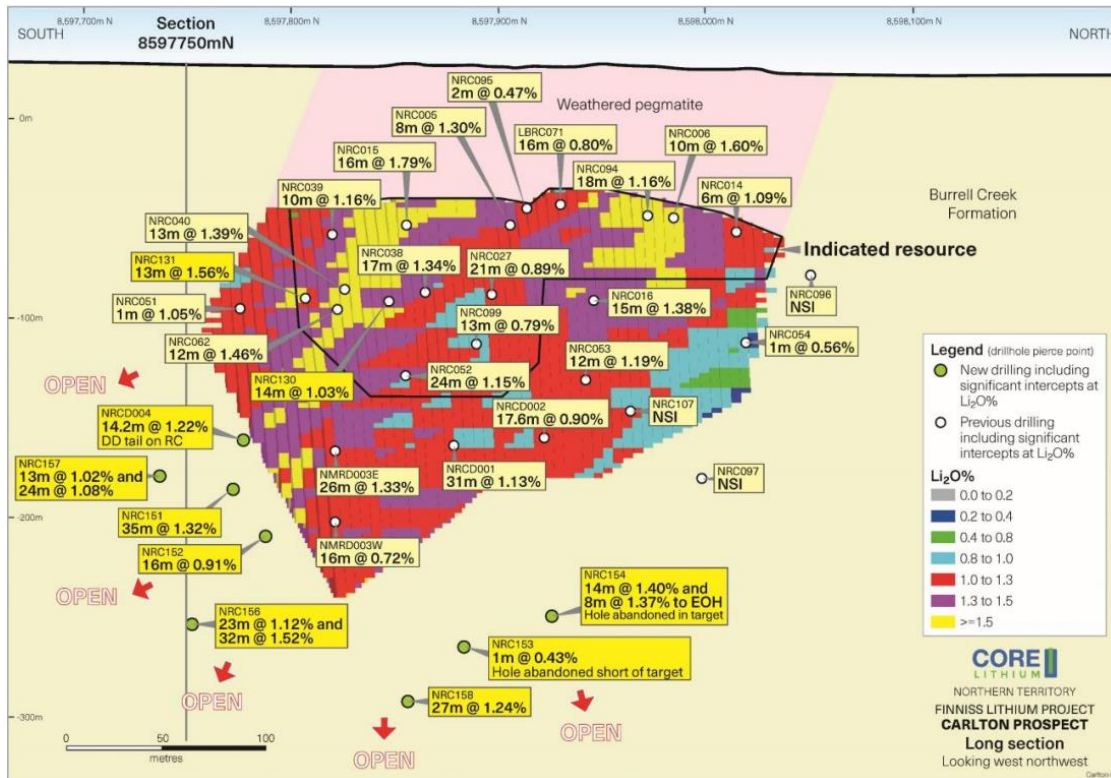 8,597,700m N
Section
8597750mN
8,597,800m N
8,597,900m N
8,598,000m N
8,598,100m N
SOUTH
NORTH
0m
-100m
-200m
-300m
Weathered pegmatite
Burrell Creek
Formation
Indicated resource
NRC095
2m @ 0.47%
NRC005
8m @ 1.30%
LBRC071
16m @ 0.80%
NRC006
10m @ 1.60%
NRC015
16m @ 1.79%
NRC094
18m @ 1.16%
NRC014
6m @ 1.09%
NRC039
10m @ 1.16%
NRC040
13m @ 1.39%
NRC131
13m @ 1.56%
NRC038
17m @ 1.34%
NRC027
21m @ 0.89%
NRC051
1m @ 1.05%
NRC016
15m @ 1.38%
NRC096
NSI
NRC099
13m @ 0.79%
NRC062
12m @ 1.46%
NRC054
1m @ 0.56%
NRC053
12m @ 1.19%
NRC052
24m @ 1.15%
NRC130
14m @ 1.03%
NRC107
NSI
NRCD002
17.6m @ 0.90%
OPEN
NRCD004
14.2m @ 1.22%
DD tail on RC
NRC157
13m @ 1.02% and
24m @ 1.08%
NMRD003E
26m @ 1.33%
NRCD001
31m @ 1.13%
NRC097
NSI
NRC151
35m @ 1.32%
NRC152
16m @ 0.91%
NMRD003W
16m @ 0.72%
OPEN
NRC154
14m @ 1.40% and
8m @ 1.37% to EOH
Hole abandoned in target
NRC156
23m @ 1.12% and
32m @ 1.52%
NRC153
1m @ 0.43%
Hole abandoned short of target
OPEN
NRC158
27m @ 1.24%
OPEN
OPEN
0
50
100
metres
Legend (drillhole pierce point)
New drilling including
significant intercepts at
Li₂O%
Previous drilling including
significant intercepts at
Li₂O%
Li₂O%
0.0 to 0.2
0.2 to 0.4
0.4 to 0.8
0.8 to 1.0
1.0 to 1.3
1.3 to 1.5
>=1.5
CORE
LITHIUM
NORTHERN TERRITORY
FINNISS LITHIUM PROJECT
CARLTON PROSPECT
Long section
Looking west northwest